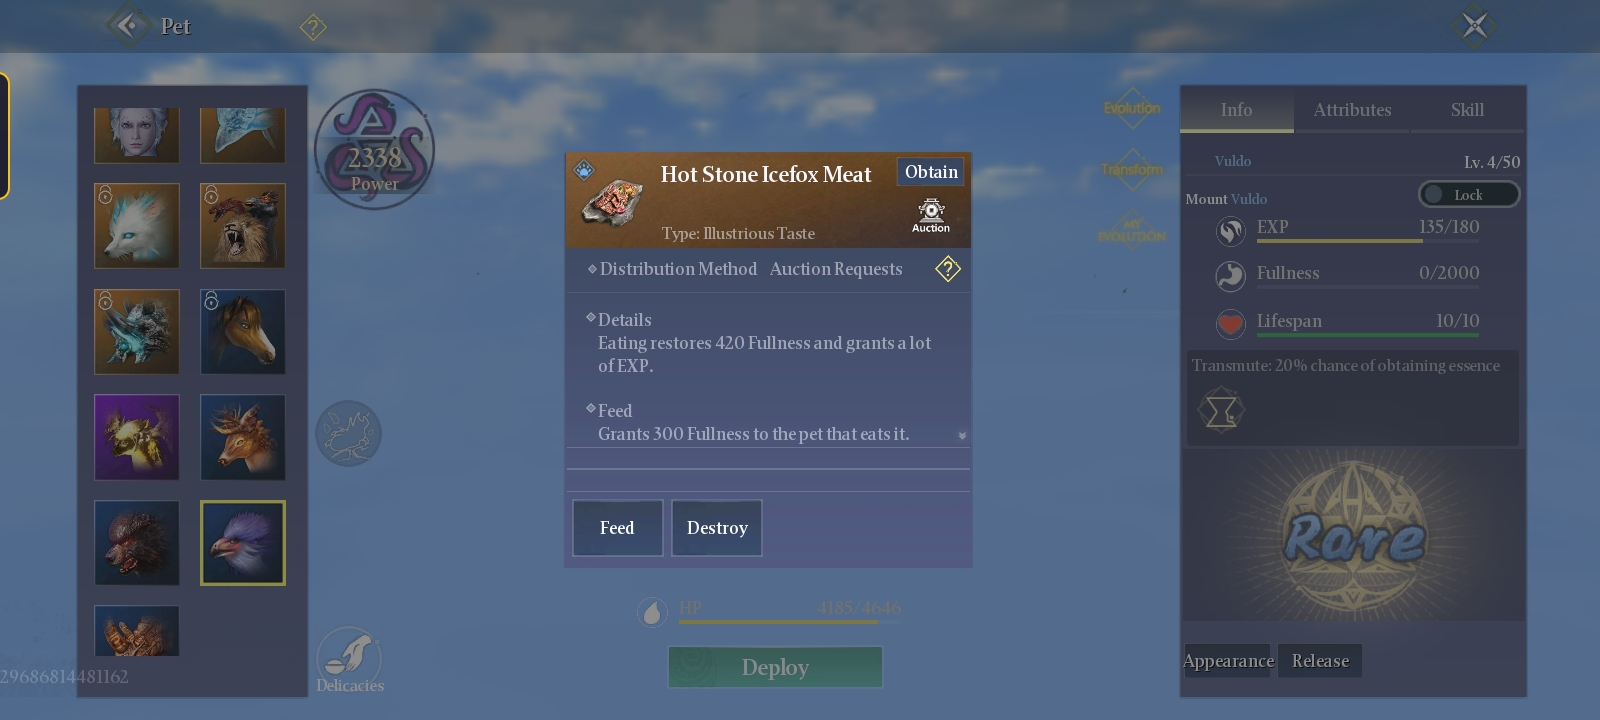 Pet
?
2338
Power
Evolution
Transform
MY
EVOLUTION
Hot Stone Icefox Meat
Obtain
Type: Illustrious Taste
Auction
Distribution Method Auction Requests
?
Details
Eating restores 420 Fullness and grants a lot
of EXP.
Feed
Grants 300 Fullness to the pet that eats it.
Feed
Destroy
HP 4185/4646
Deploy
Delicacies
29686814481162
Info
Attributes
Skill
Vuldo
Lv. 4/50
Mount Vuldo
Lock
EXP 135/180
Fullness 0/2000
Lifespan 10/10
Transmute: 20% chance of obtaining essence
Rare
Appearance
Release